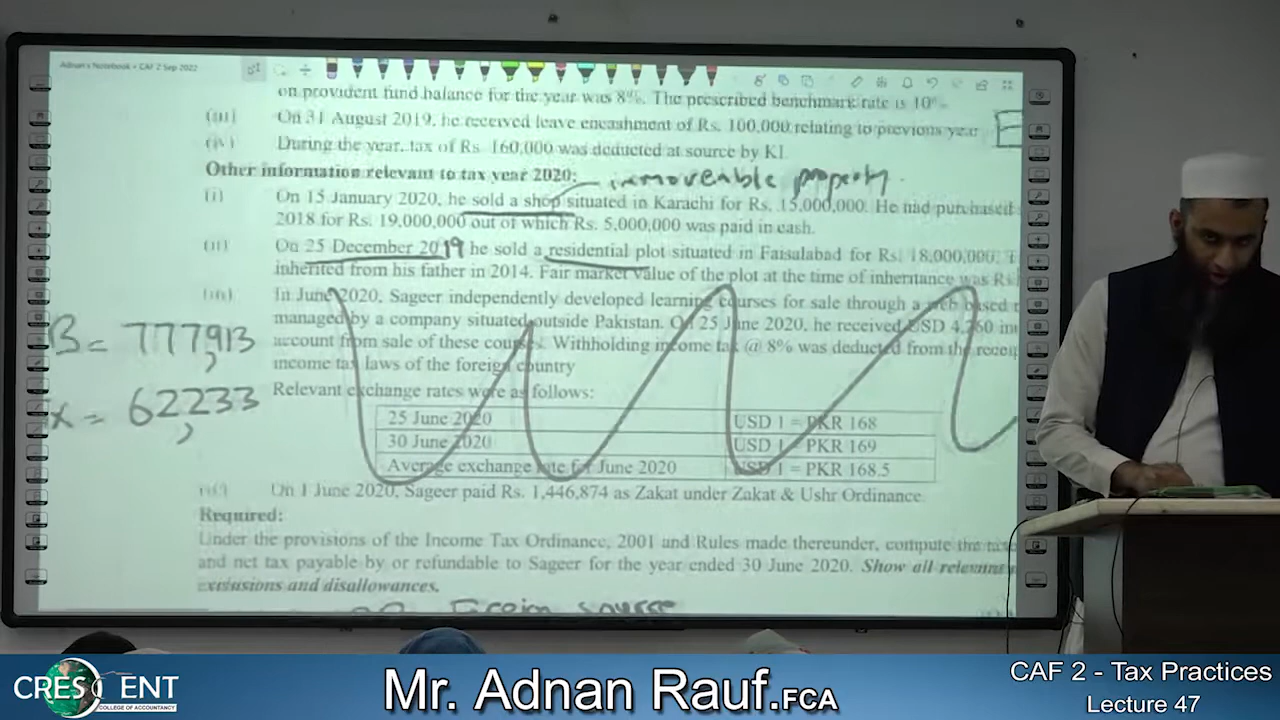 Adnan's Notebook • CAF 2 Sep 2022
on provident fund balance for the year was 8%. The prescribed benchmark rate is 10%
(iii) On 31 August 2019, he received leave encashment of Rs. 100,000 relating to previous year
(iv) During the year, tax of Rs. 160,000 was deducted at source by KI.
Other information relevant to tax year 2020:
immoveable property.
(i) On 15 January 2020, he sold a shop situated in Karachi for Rs. 15,000,000. He had purchased
2018 for Rs. 19,000,000 out of which Rs. 5,000,000 was paid in cash.
(ii) On 25 December 2019 he sold a residential plot situated in Faisalabad for Rs. 18,000,000.
inherited from his father in 2014. Fair market value of the plot at the time of inheritance was Rs
(iii) In June 2020, Sageer independently developed learning courses for sale through a web based
managed by a company situated outside Pakistan. On 25 June 2020, he received USD 4,
account from sale of these courses. Withholding income tax @ 8% was deducted from the
income tax laws of the foreign country
= 777,913
= 62,233
Relevant exchange rates were as follows:
25 June 2020 USD 1 = PKR 168
30 June 2020 USD 1 = PKR 169
Average exchange rate for June 2020 USD 1 = PKR 168.5
On 1 June 2020, Sageer paid Rs. 1,446,874 as Zakat under Zakat & Ushr Ordinance.
Required:
Under the provisions of the Income Tax Ordinance, 2001 and Rules made thereunder, compute the
and net tax payable by or refundable to Sageer for the year ended 30 June 2020. Show all relevant
exclusions and disallowances.
source
CRESCENT
COLLEGE OF ACCOUNTANCY
Mr. Adnan Rauf.FCA
CAF 2 - Tax Practices
Lecture 47